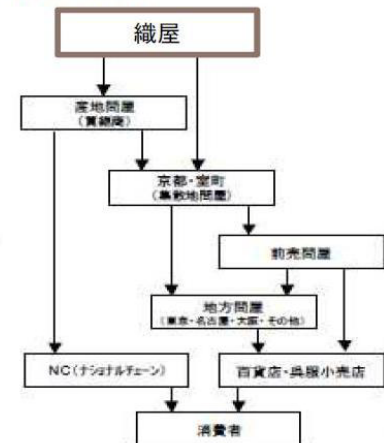 織屋
産地問屋
(買継商)
京都・室町
(集散地問屋)
前売問屋
地方問屋
(東京・名古屋・大阪・その他)
NC(ナショナルチェーン)
百貨店・呉服小売店
消費者